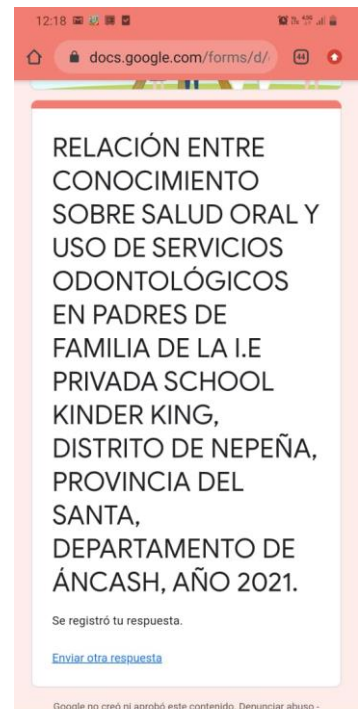 12:18
docs.google.com/forms/d/
44
RELACIÓN ENTRE
CONOCIMIENTO
SOBRE SALUD ORAL Y
USO DE SERVICIOS
ODONTOLÓGICOS
EN PADRES DE
FAMILIA DE LA I.E
PRIVADA SCHOOL
KINDER KING,
DISTRITO DE NEPEÑA,
PROVINCIA DEL
SANTA,
DEPARTAMENTO DE
ÁNCASH, AÑO 2021.
Se registró tu respuesta.
Enviar otra respuesta
Google no creó ni aprobó este contenido. Denunciar abuso -